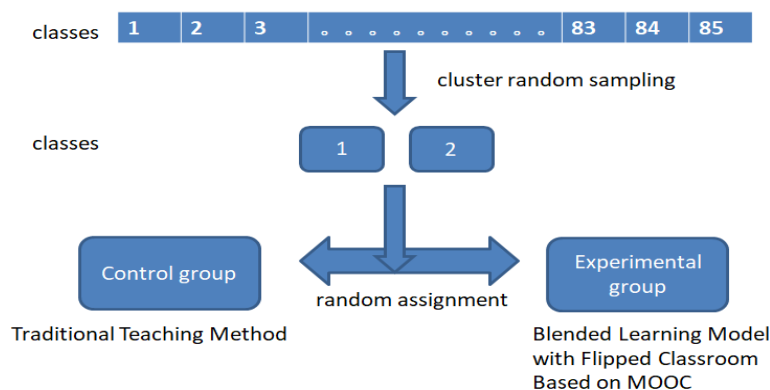 classes 1 2 3 。。。。。。。。。。 83 84 85
cluster random sampling
classes 1 2
Control group
Experimental
group
random assignment
Traditional Teaching Method
Blended Learning Model
with Flipped Classroom
Based on MOOC